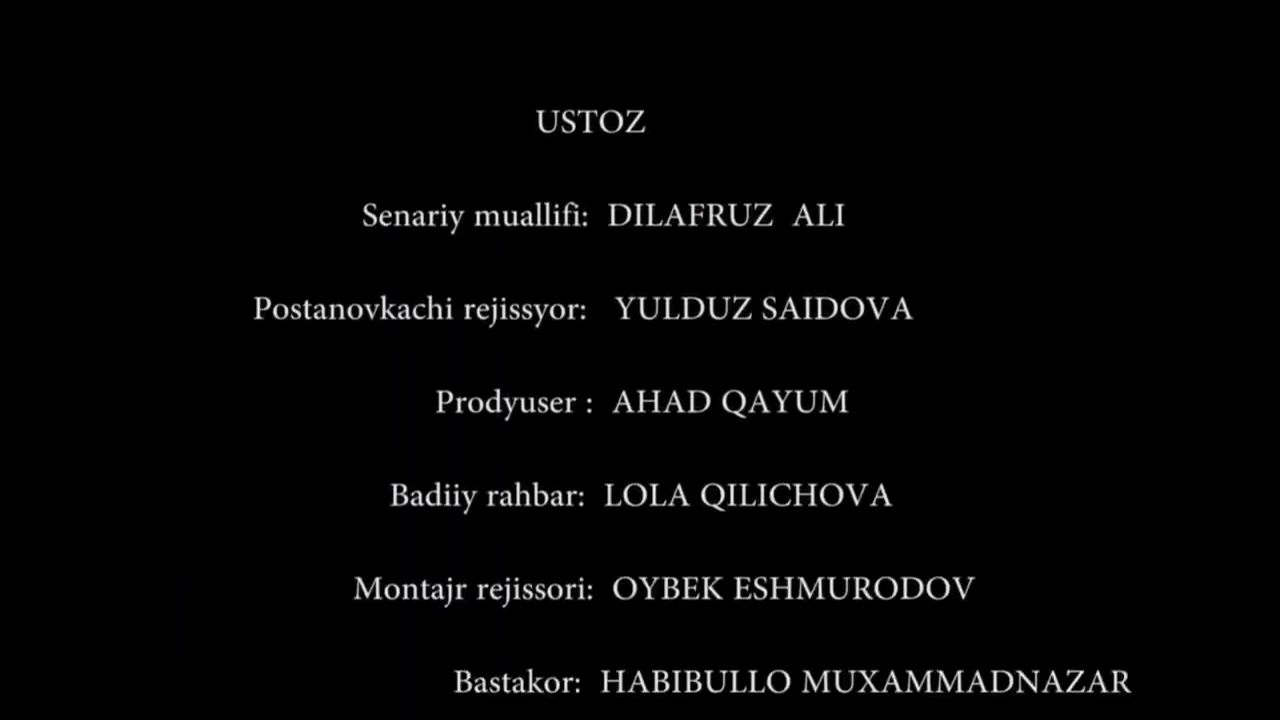 USTOZ
Senariy muallifi: DILAFRUZ ALI
Postanovkachi rejissyor: YULDUZ SAIDOVA
Prodyuser : AHAD QAYUM
Badiiy rahbar: LOLA QILICHOVA
Montajr rejissori: OYBEK ESHMURODOV
Bastakor: HABIBULLO MUXAMMADNAZAR